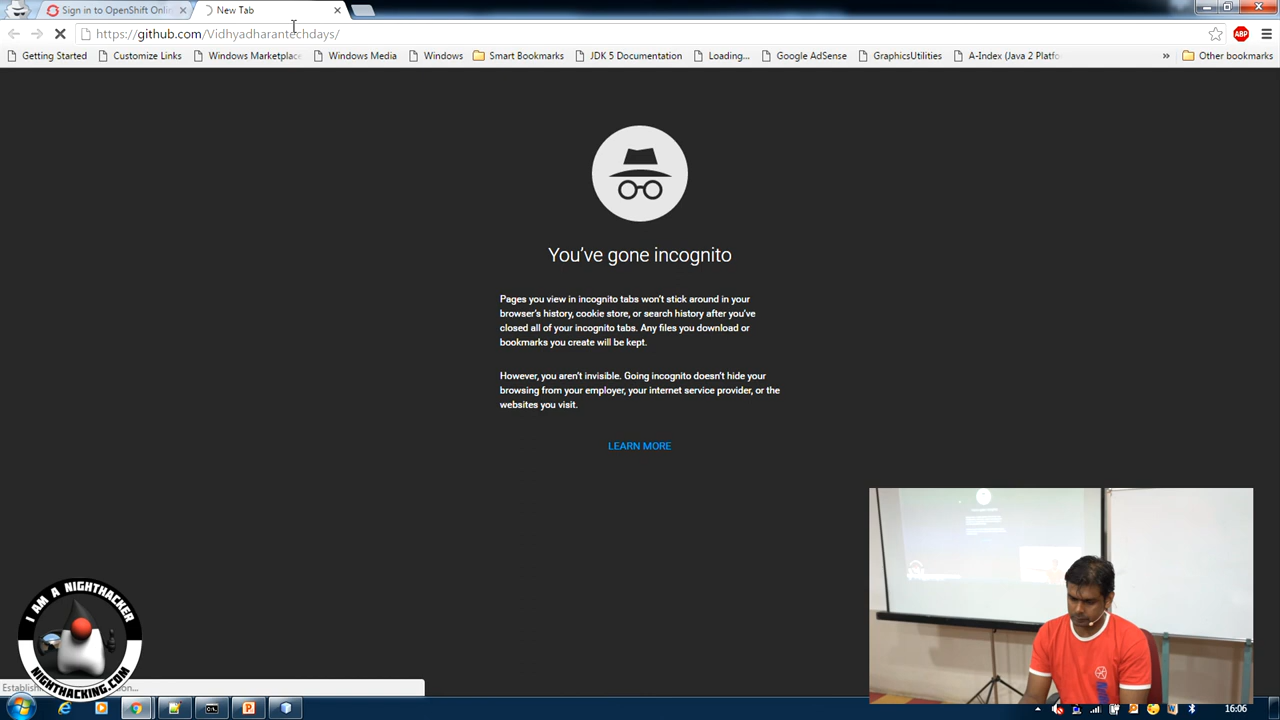 Sign in to OpenShift Onli
New Tab
https://github.com/Vidhyadharantechdays/
ABP
Getting Started
Customize Links
Windows Marketplace
Windows Media
Windows
Smart Bookmarks
JDK 5 Documentation
Loading...
Google AdSense
GraphicsUtilities
A-Index (Java 2 Platfo
»
Other bookmarks
You've gone incognito
Pages you view in incognito tabs won't stick around in your
browser's history, cookie store, or search history after you've
closed all of your incognito tabs. Any files you download or
bookmarks you create will be kept.
However, you aren't invisible. Going incognito doesn't hide your
browsing from your employer, your internet service provider, or the
websites you visit.
LEARN MORE
I AM A NIGHTHACKER
NIGHTHACKING.COM
16:06